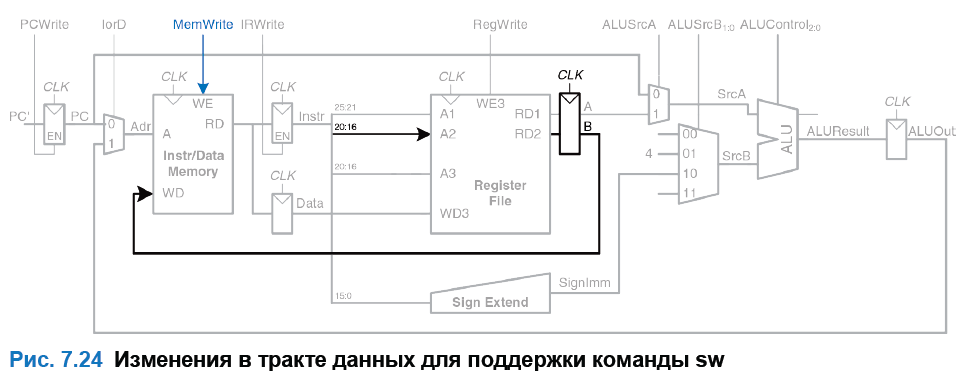 PCWrite IorD MemWrite IRWrite RegWrite ALUSrcA ALUSrcB1:0 ALUControl2:0
CLK CLK CLK CLK CLK CLK
PC' PC EN
0 1 Adr
WE
A RD
Instr/Data
Memory
WD
EN Instr
CLK
Data
25:21
20:16
20:16
15:0
WE3
A1 RD1
A2 RD2
A3
Register
File
WD3
A
B
Sign Extend
SignImm
0
1
SrcA
00
4 01
10
11
SrcB
ALU
ALUResult
ALUOut
Рис. 7.24 Изменения в тракте данных для поддержки команды sw